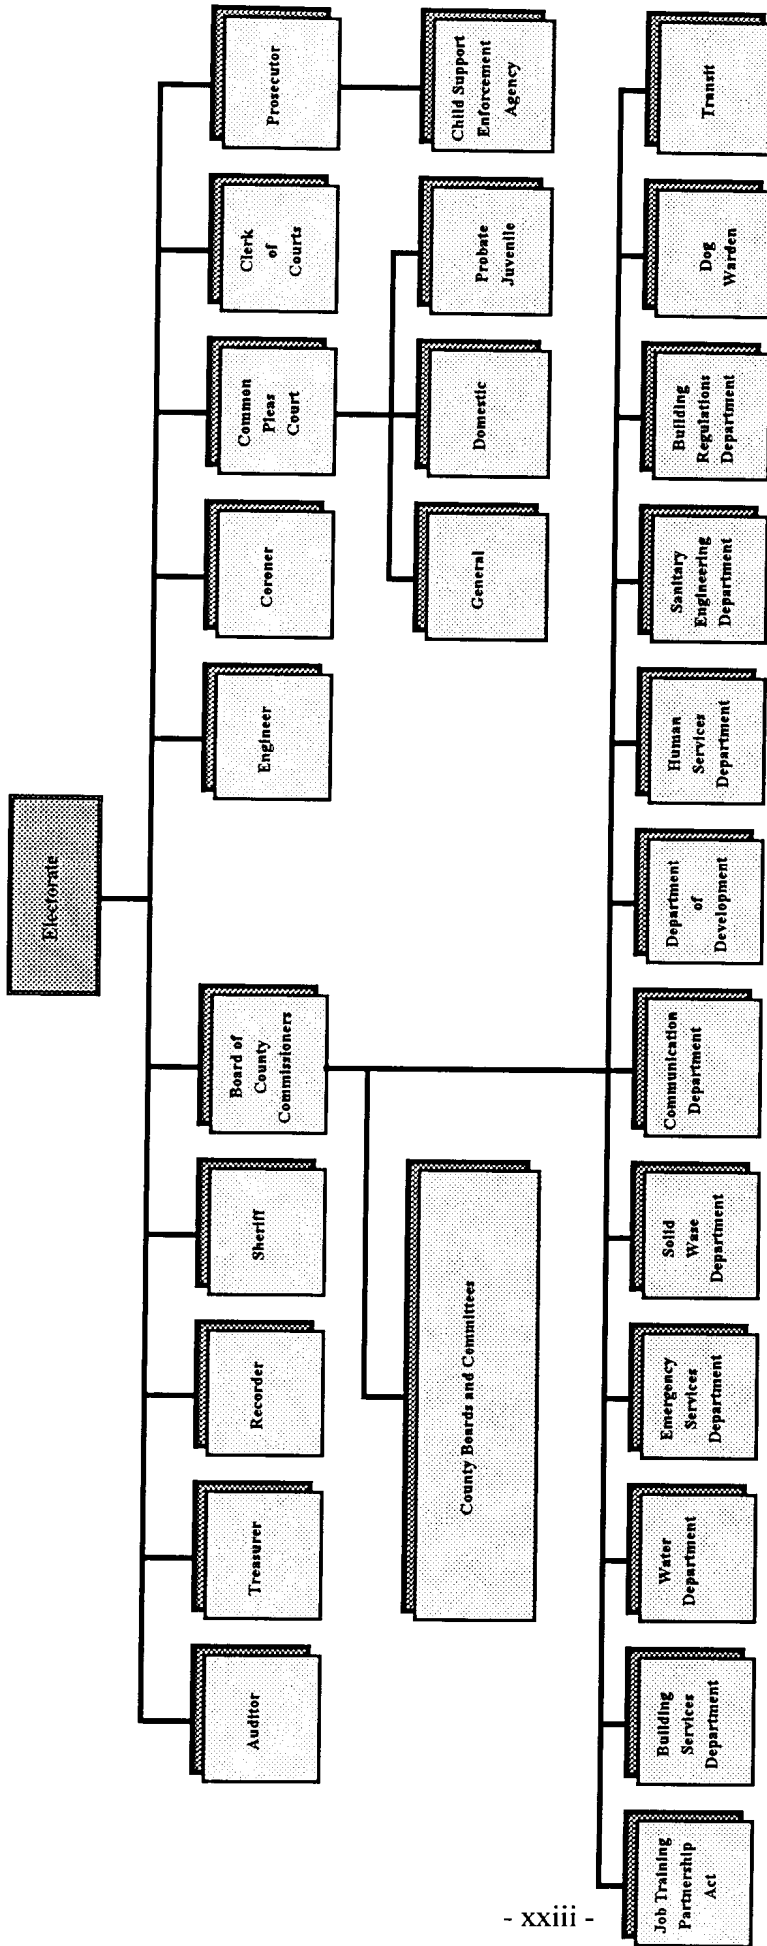 Electorate
Auditor
Treasurer
Recorder
Sheriff
Board of
County
Commissioners
Engineer
Coroner
Common
Pleas
Court
Clerk
of
Courts
Prosecutor
County Boards and Committees
General
Domestic
Probate
Juvenile
Child Support
Enforcement
Agency
Job Training
Partnership
Act
Building
Services
Department
Water
Department
Emergency
Services
Department
Solid
Wase
Department
Communication
Department
Department
of
Development
Human
Services
Department
Sanitary
Engineering
Department
Building
Regulations
Department
Dog
Warden
Transit
- xxiii -